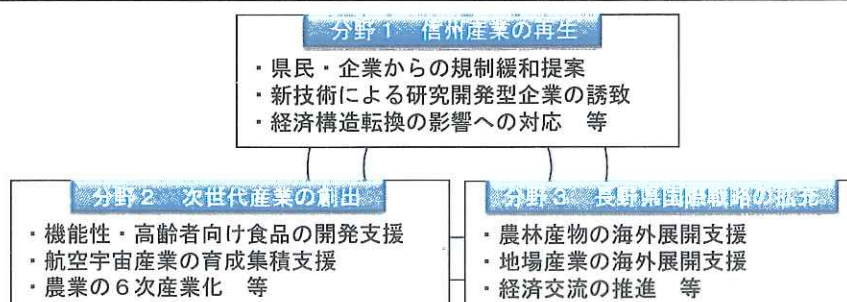 分野１　信州産業の再生
・県民・企業からの規制緩和提案
・新技術による研究開発型企業の誘致
・経済構造転換の影響への対応　等
分野２　次世代産業の創出
・機能性・高齢者向け食品の開発支援
・航空宇宙産業の育成集積支援
・農業の６次産業化　等
分野３　長野県国際戦略の拡充
・農林産物の海外展開支援
・地場産業の海外展開支援
・経済交流の推進　等